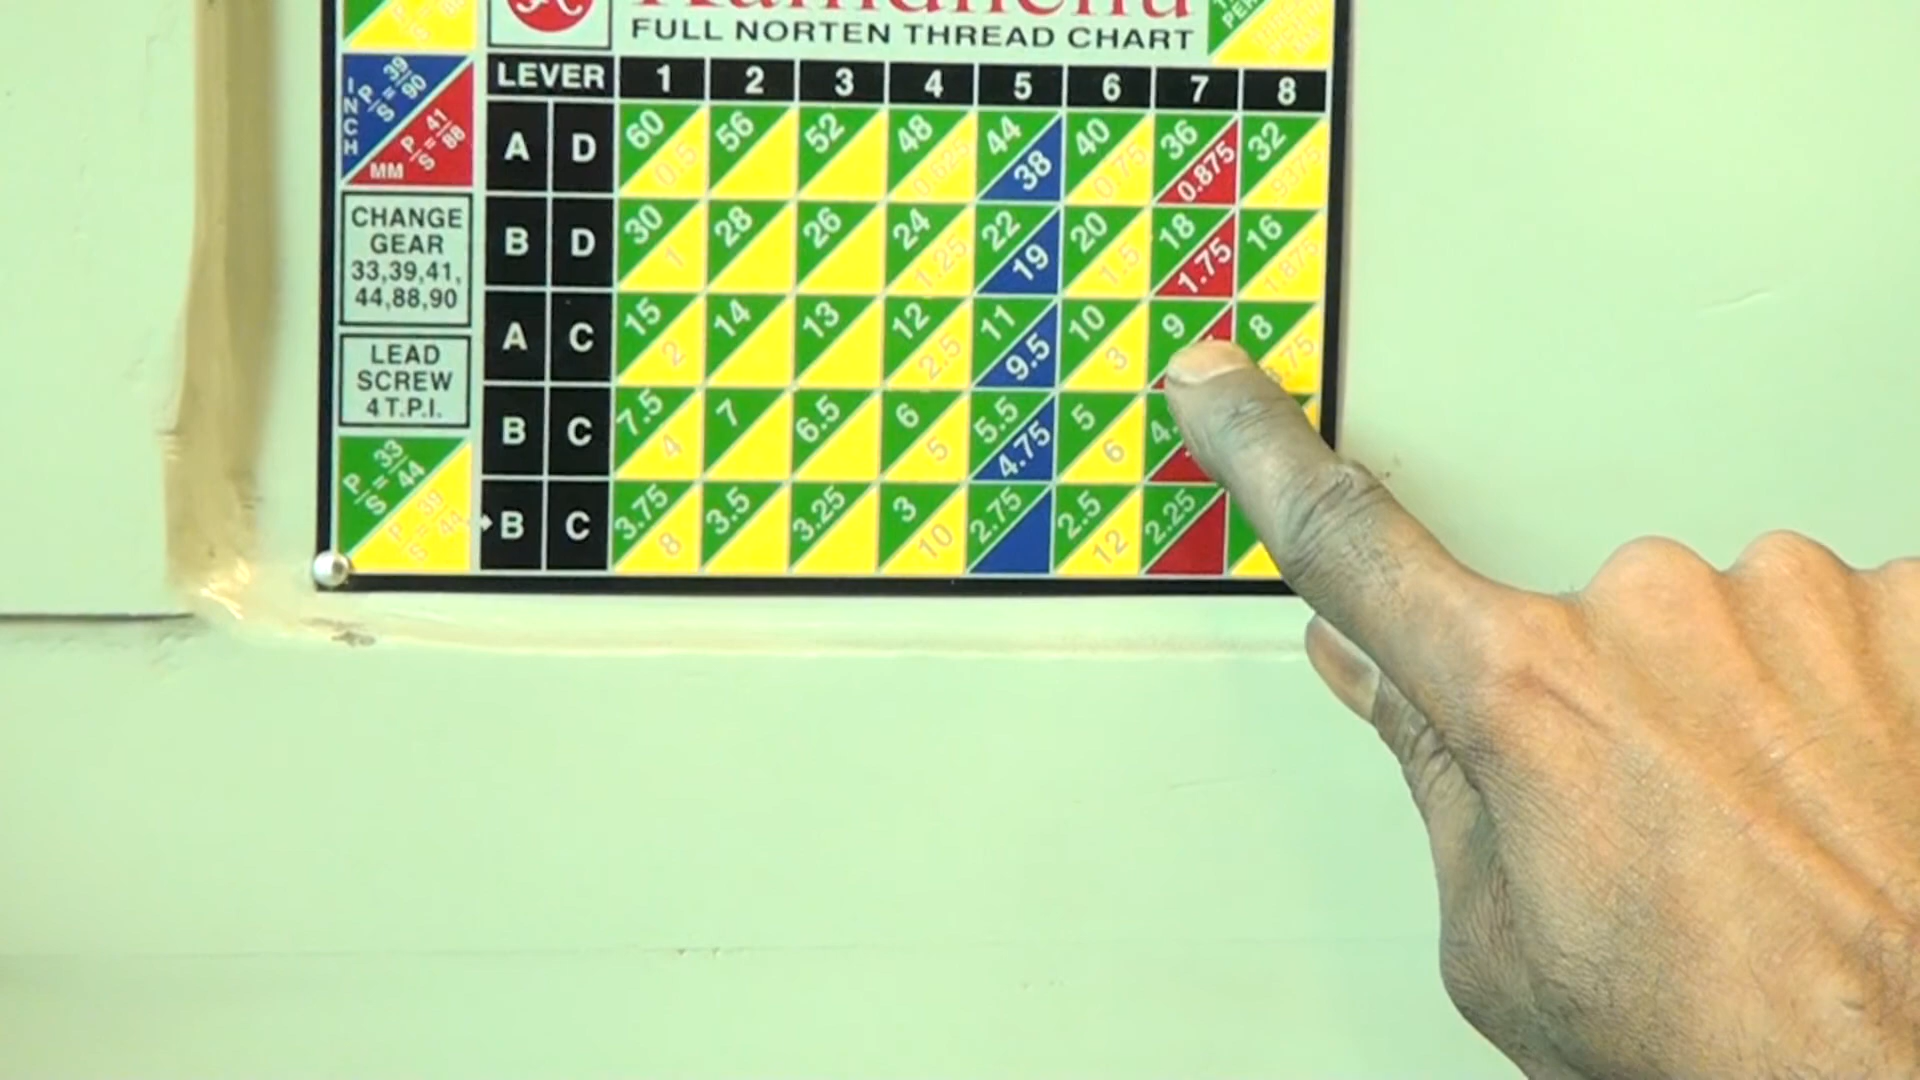 Kamdhenu
FULL NORTEN THREAD CHART
INCH P/S = 39/90
MM P/S = 41/88
CHANGE
GEAR
33,39,41,
44,88,90
LEAD
SCREW
4 T.P.I.
P/S = 33/44
P/S = 39/44
LEVER 1 2 3 4 5 6 7 8
A D 60 0.5 56 52 48 0.625 44 38 40 0.75 36 0.875 32 .9375
B D 30 1 28 26 24 1.25 22 19 20 1.5 18 1.75 16 1.875
A C 15 2 14 13 12 2.5 11 9.5 10 3 9 8
B C 7.5 4 7 6.5 6 5 5.5 4.75 5 6
B C 3.75 8 3.5 3.25 3 10 2.75 2.5 12 2.25